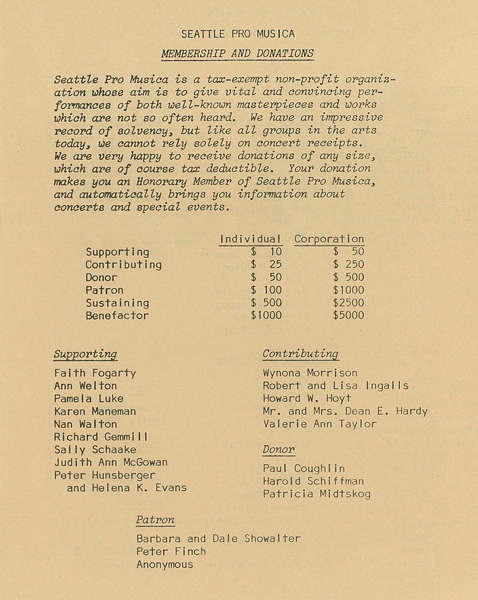 SEATTLE PRO MUSICA
MEMBERSHIP AND DONATIONS
Seattle Pro Musica is a tax-exempt non-profit organiz-
ation whose aim is to give vital and convincing per-
formances of both well-known masterpieces and works
which are not so often heard. We have an impressive
record of solvency, but like all groups in the arts
today, we cannot rely solely on concert receipts.
We are very happy to receive donations of any size,
which are of course tax deductible. Your donation
makes you an Honorary Member of Seattle Pro Musica,
and automatically brings you information about
concerts and special events.
Individual Corporation
Supporting $ 10 $ 50
Contributing $ 25 $ 250
Donor $ 50 $ 500
Patron $ 100 $1000
Sustaining $ 500 $2500
Benefactor $1000 $5000
Supporting
Faith Fogarty
Ann Welton
Pamela Luke
Karen Maneman
Nan Walton
Richard Gemmill
Sally Schaake
Judith Ann McGowan
Peter Hunsberger
and Helena K. Evans
Contributing
Wynona Morrison
Robert and Lisa Ingalls
Howard W. Hoyt
Mr. and Mrs. Dean E. Hardy
Valerie Ann Taylor
Donor
Paul Coughlin
Harold Schiffman
Patricia Midtskog
Patron
Barbara and Dale Showalter
Peter Finch
Anonymous